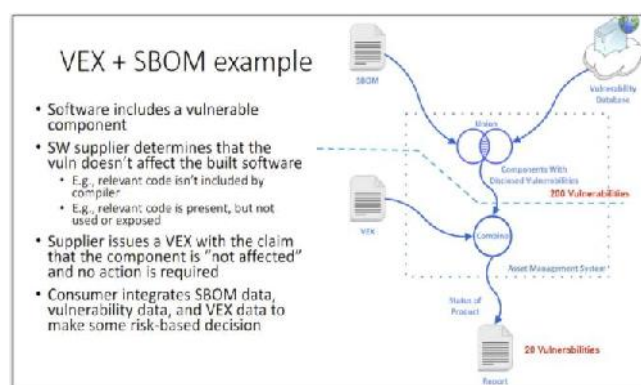 VEX + SBOM example
• Software includes a vulnerable
component
• SW supplier determines that the
vuln doesn't affect the built software
• E.g., relevant code isn't included by
compiler
• E.g., relevant code is present, but not
used or exposed
• Supplier issues a VEX with the claim
that the component is "not affected"
and no action is required
• Consumer integrates SBOM data,
vulnerability data, and VEX data to
make some risk-based decision
SBOM
Vulnerability
Database
Union
Components With
Disclosed Vulnerabilities
200 Vulnerabilities
VEX
Combine
Asset Management System
Status of
Product
20 Vulnerabilities
Report